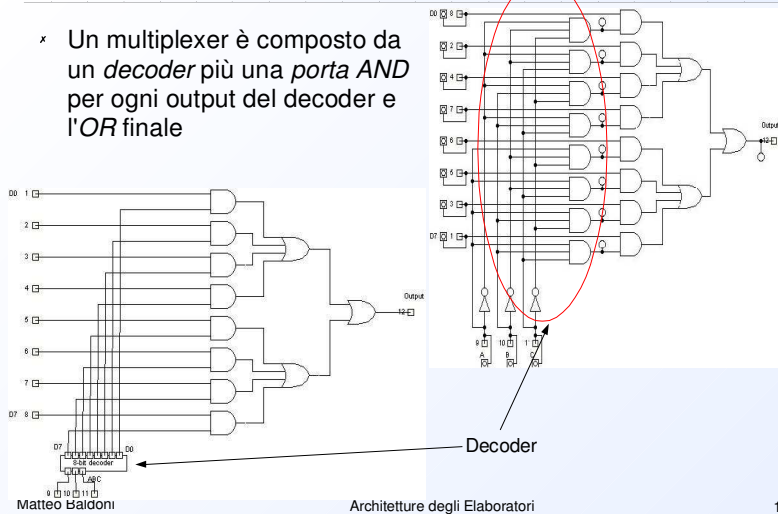 Un multiplexer è composto da
un decoder più una porta AND
per ogni output del decoder e
l'OR finale
D0 8
2
4
7
6
5
3
D7 1
Output
12
9 10
A B C
D0 1
2
3
4
5
6
7
D7 8
Output
12
D7 D0
8-bit decoder
ABC
9 10 11
Decoder
Matteo Baldoni
Architetture degli Elaboratori
1